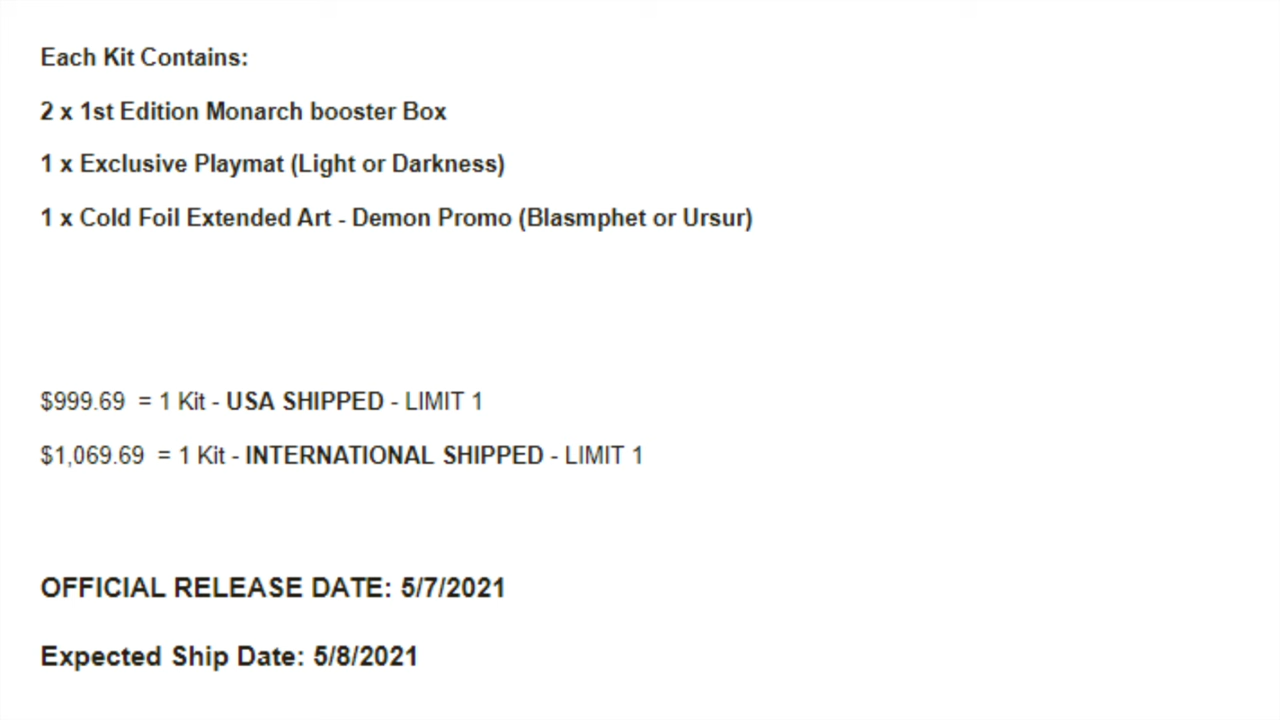 Each Kit Contains:
2 x 1st Edition Monarch booster Box
1 x Exclusive Playmat (Light or Darkness)
1 x Cold Foil Extended Art - Demon Promo (Blasmphet or Ursur)
$999.69 = 1 Kit - USA SHIPPED - LIMIT 1
$1,069.69 = 1 Kit - INTERNATIONAL SHIPPED - LIMIT 1
OFFICIAL RELEASE DATE: 5/7/2021
Expected Ship Date: 5/8/2021